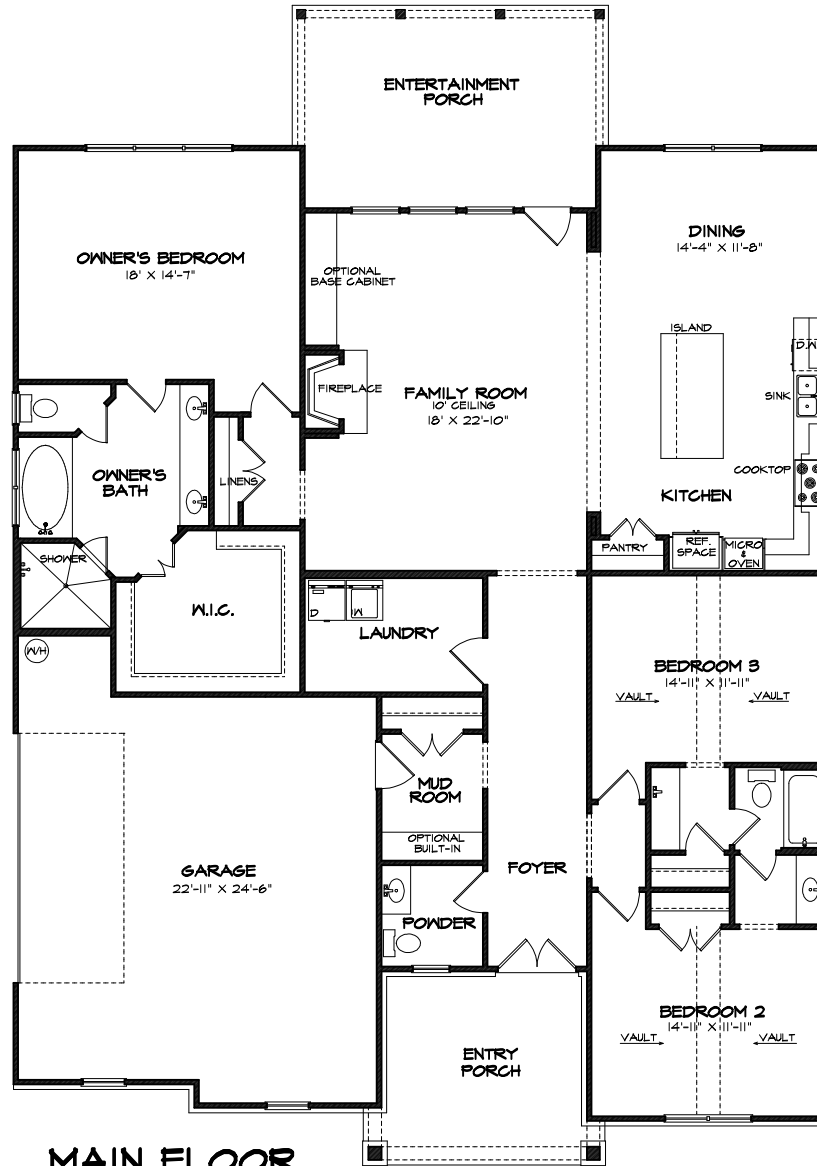 ENTERTAINMENT
PORCH
OWNER'S BEDROOM
18' X 14'-7"
OPTIONAL
BASE CABINET
DINING
14'-4" X 11'-8"
ISLAND
D.W.
FIREPLACE
FAMILY ROOM
10' CEILING
18' X 22'-10"
SINK
OWNER'S
BATH
LINENS
COOKTOP
KITCHEN
SHOWER
PANTRY
REF.
SPACE
MICRO
&
OVEN
W.I.C.
D
W
LAUNDRY
W/H
BEDROOM 3
14'-11" X 11'-11"
VAULT
VAULT
MUD
ROOM
OPTIONAL
BUILT-IN
GARAGE
22'-11" X 24'-6"
FOYER
POWDER
BEDROOM 2
14'-11" X 11'-11"
VAULT
VAULT
ENTRY
PORCH
MAIN FLOOR